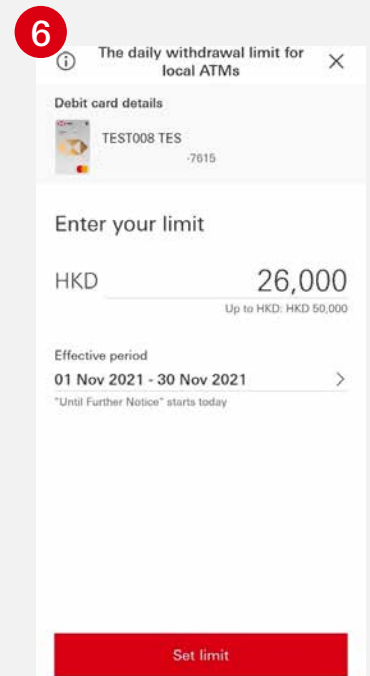 6
The daily withdrawal limit for
local ATMs
Debit card details
TEST008 TES
-7615
Enter your limit
HKD 26,000
Up to HKD: HKD 50,000
Effective period
01 Nov 2021 - 30 Nov 2021
"Until Further Notice" starts today
Set limit